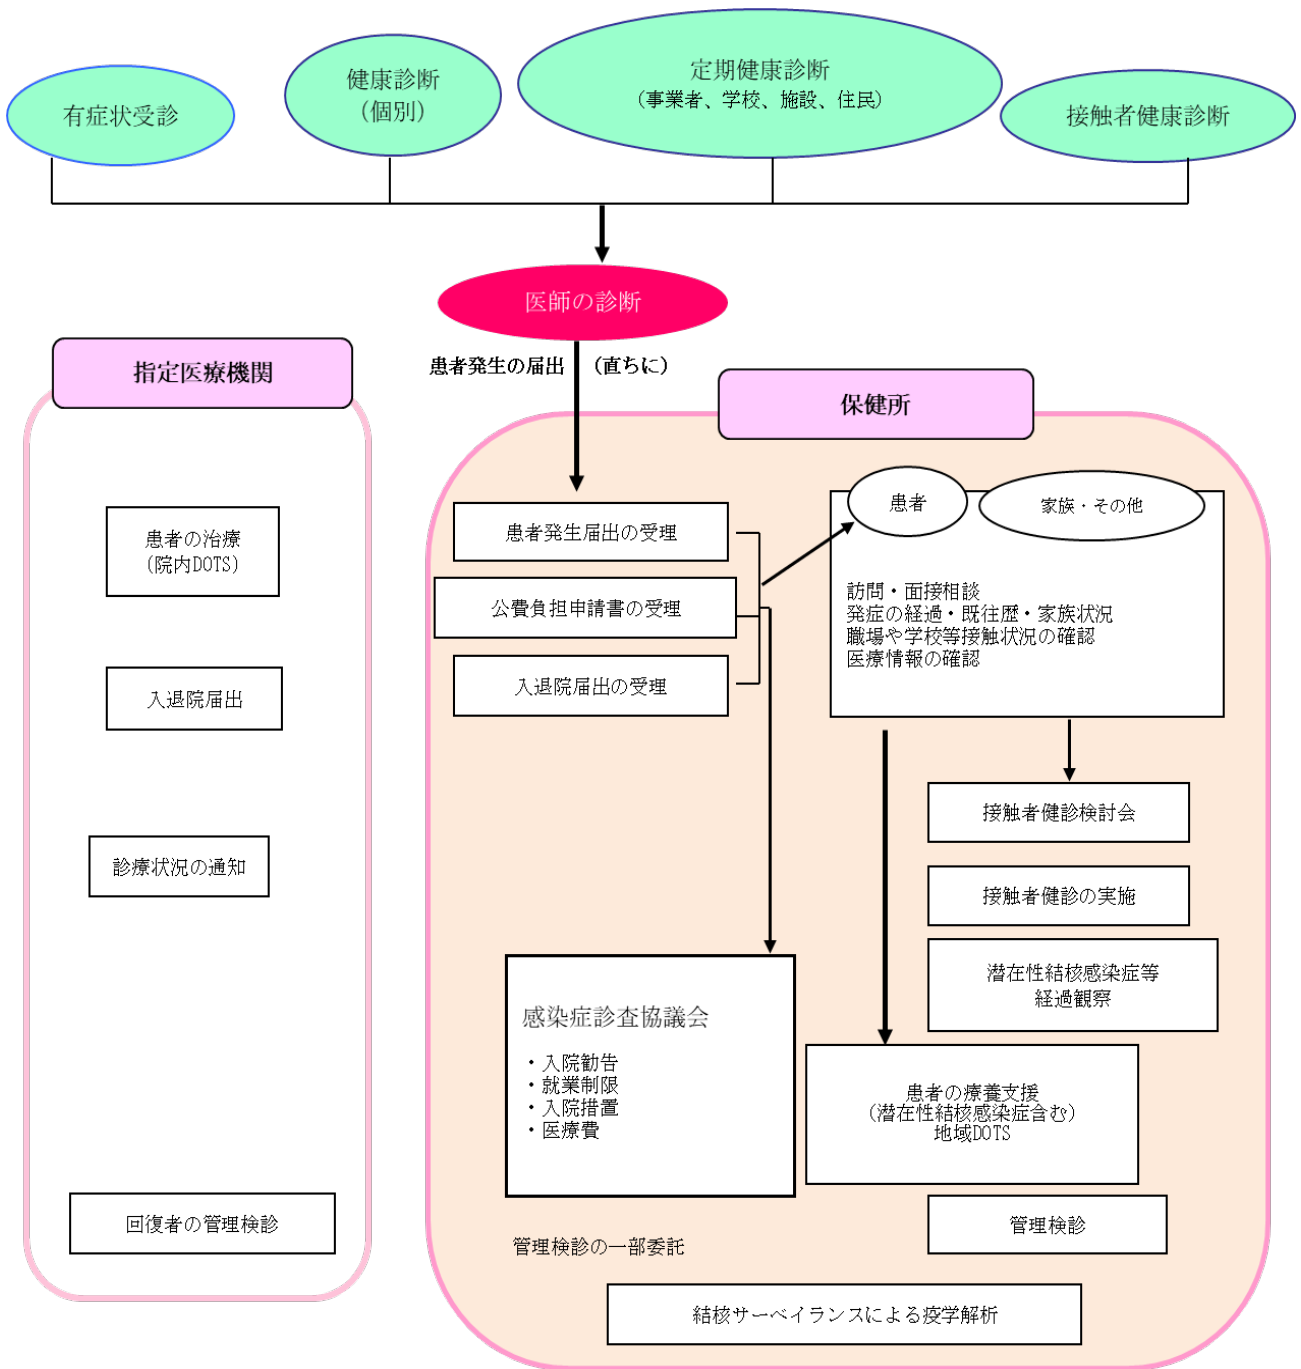 有症状受診
健康診断
（個別）
定期健康診断
（事業者、学校、施設、住民）
接触者健康診断
医師の診断
患者発生の届出　（直ちに）
指定医療機関
患者の治療
（院内DOTS）
入退院届出
診療状況の通知
回復者の管理検診
保健所
患者発生届出の受理
公費負担申請書の受理
入退院届出の受理
患者
家族・その他
訪問・面接相談
発症の経過・既往歴・家族状況
職場や学校等接触状況の確認
医療情報の確認
接触者健診検討会
接触者健診の実施
潜在性結核感染症等
経過観察
感染症診査協議会
・入院勧告
・就業制限
・入院措置
・医療費
患者の療養支援
（潜在性結核感染症含む）
地域DOTS
管理検診
管理検診の一部委託
結核サーベイランスによる疫学解析